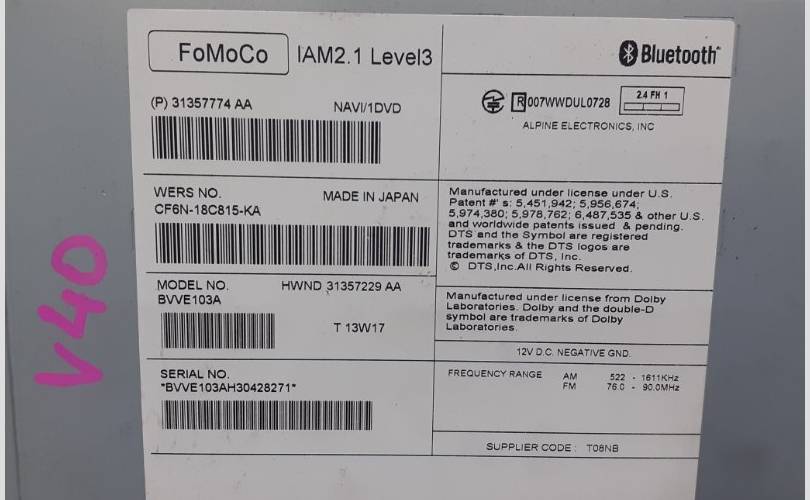 FoMoCo IAM2.1 Level3
(P) 31357774 AA NAVI/1DVD
WERS NO. MADE IN JAPAN
CF6N-18C815-KA
MODEL NO. HWND 31357229 AA
BVVE103A
T 13W17
SERIAL NO.
*BVVE103AH30428271*
Bluetooth
R 007WWDUL0728 2.4 FH 1
ALPINE ELECTRONICS, INC
Manufactured under license under U.S.
Patent #' s: 5,451,942; 5,956,674;
5,974,380; 5,978,762; 6,487,535 & other U.S.
and worldwide patents issued & pending.
DTS and the Symbol are registered
trademarks & the DTS logos are
trademarks of DTS, Inc.
© DTS,Inc.All Rights Reserved.
Manufactured under license from Dolby
Laboratories. Dolby and the double-D
symbol are trademarks of Dolby
Laboratories.
12V D.C. NEGATIVE GND.
FREQUENCY RANGE AM 522 - 1611KHz
FM 76.0 - 90.0MHz
SUPPLIER CODE : T08NB
V40